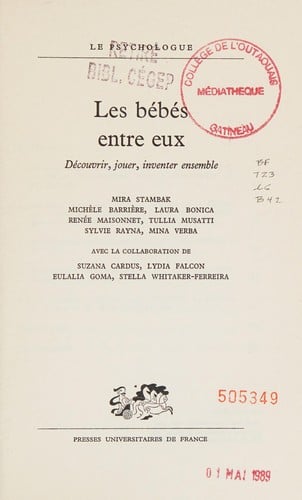 LE PSYCHOLOGUE
RETIRÉ
BIBL. CÉGEP
COLLÈGE DE L'OUTAOUAIS
MÉDIATHÈQUE
GATINEAU
Les bébés
entre eux
Découvrir, jouer, inventer ensemble
BF
723
.L6
B42
MIRA STAMBAK
MICHÈLE BARRIÈRE, LAURA BONICA
RENÉE MAISONNET, TULLIA MUSATTI
SYLVIE RAYNA, MINA VERBA
AVEC LA COLLABORATION DE
SUZANA CARDUS, LYDIA FALCON
EULALIA GOMA, STELLA WHITAKER-FERREIRA
505349
PRESSES UNIVERSITAIRES DE FRANCE
01 MAI 1989